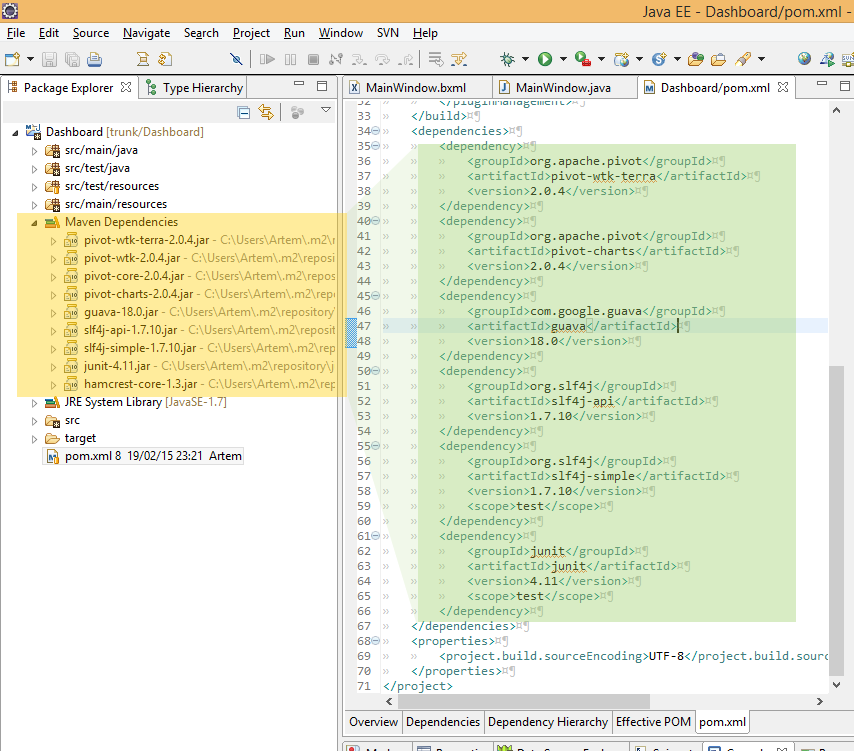 Java EE - Dashboard/pom.xml -
File Edit Source Navigate Search Project Run Window SVN Help
Package Explorer Type Hierarchy
Dashboard [trunk/Dashboard]
src/main/java
src/test/java
src/test/resources
src/main/resources
Maven Dependencies
pivot-wtk-terra-2.0.4.jar - C:\Users\Artem\.m2\r
pivot-wtk-2.0.4.jar - C:\Users\Artem\.m2\reposi
pivot-core-2.0.4.jar - C:\Users\Artem\.m2\repos
pivot-charts-2.0.4.jar - C:\Users\Artem\.m2\rep
guava-18.0.jar - C:\Users\Artem\.m2\repository\
slf4j-api-1.7.10.jar - C:\Users\Artem\.m2\reposit
slf4j-simple-1.7.10.jar - C:\Users\Artem\.m2\rep
junit-4.11.jar - C:\Users\Artem\.m2\repository\j
hamcrest-core-1.3.jar - C:\Users\Artem\.m2\rep
JRE System Library [JavaSE-1.7]
src
target
pom.xml 8 19/02/15 23:21 Artem
MainWindow.bxml MainWindow.java Dashboard/pom.xml
32 </pluginManagement>¤¶
33 » </build>¤¶
34 » <dependencies>¤¶
35 » » <dependency>¤¶
36 » » » <groupId>org.apache.pivot</groupId>¤¶
37 » » » <artifactId>pivot-wtk-terra</artifactId>¤¶
38 » » » <version>2.0.4</version>¤¶
39 » » </dependency>¤¶
40 » » <dependency>¤¶
41 » » » <groupId>org.apache.pivot</groupId>¤¶
42 » » » <artifactId>pivot-charts</artifactId>¤¶
43 » » » <version>2.0.4</version>¤¶
44 » » </dependency>¤¶
45 » » <dependency>¤¶
46 » » » <groupId>com.google.guava</groupId>¤¶
47 » » » <artifactId>guava</artifactId>¤¶
48 » » » <version>18.0</version>¤¶
49 » » </dependency>¤¶
50 » » <dependency>¤¶
51 » » » <groupId>org.slf4j</groupId>¤¶
52 » » » <artifactId>slf4j-api</artifactId>¤¶
53 » » » <version>1.7.10</version>¤¶
54 » » </dependency>¤¶
55 » » <dependency>¤¶
56 » » » <groupId>org.slf4j</groupId>¤¶
57 » » » <artifactId>slf4j-simple</artifactId>¤¶
58 » » » <version>1.7.10</version>¤¶
59 » » » <scope>test</scope>¤¶
60 » » </dependency>¤¶
61 » » <dependency>¤¶
62 » » » <groupId>junit</groupId>¤¶
63 » » » <artifactId>junit</artifactId>¤¶
64 » » » <version>4.11</version>¤¶
65 » » » <scope>test</scope>¤¶
66 » » </dependency>¤¶
67 » </dependencies>¤¶
68 » <properties>¤¶
69 » » <project.build.sourceEncoding>UTF-8</project.build.sourc
70 » </properties>¤¶
71 </project>
Overview Dependencies Dependency Hierarchy Effective POM pom.xml